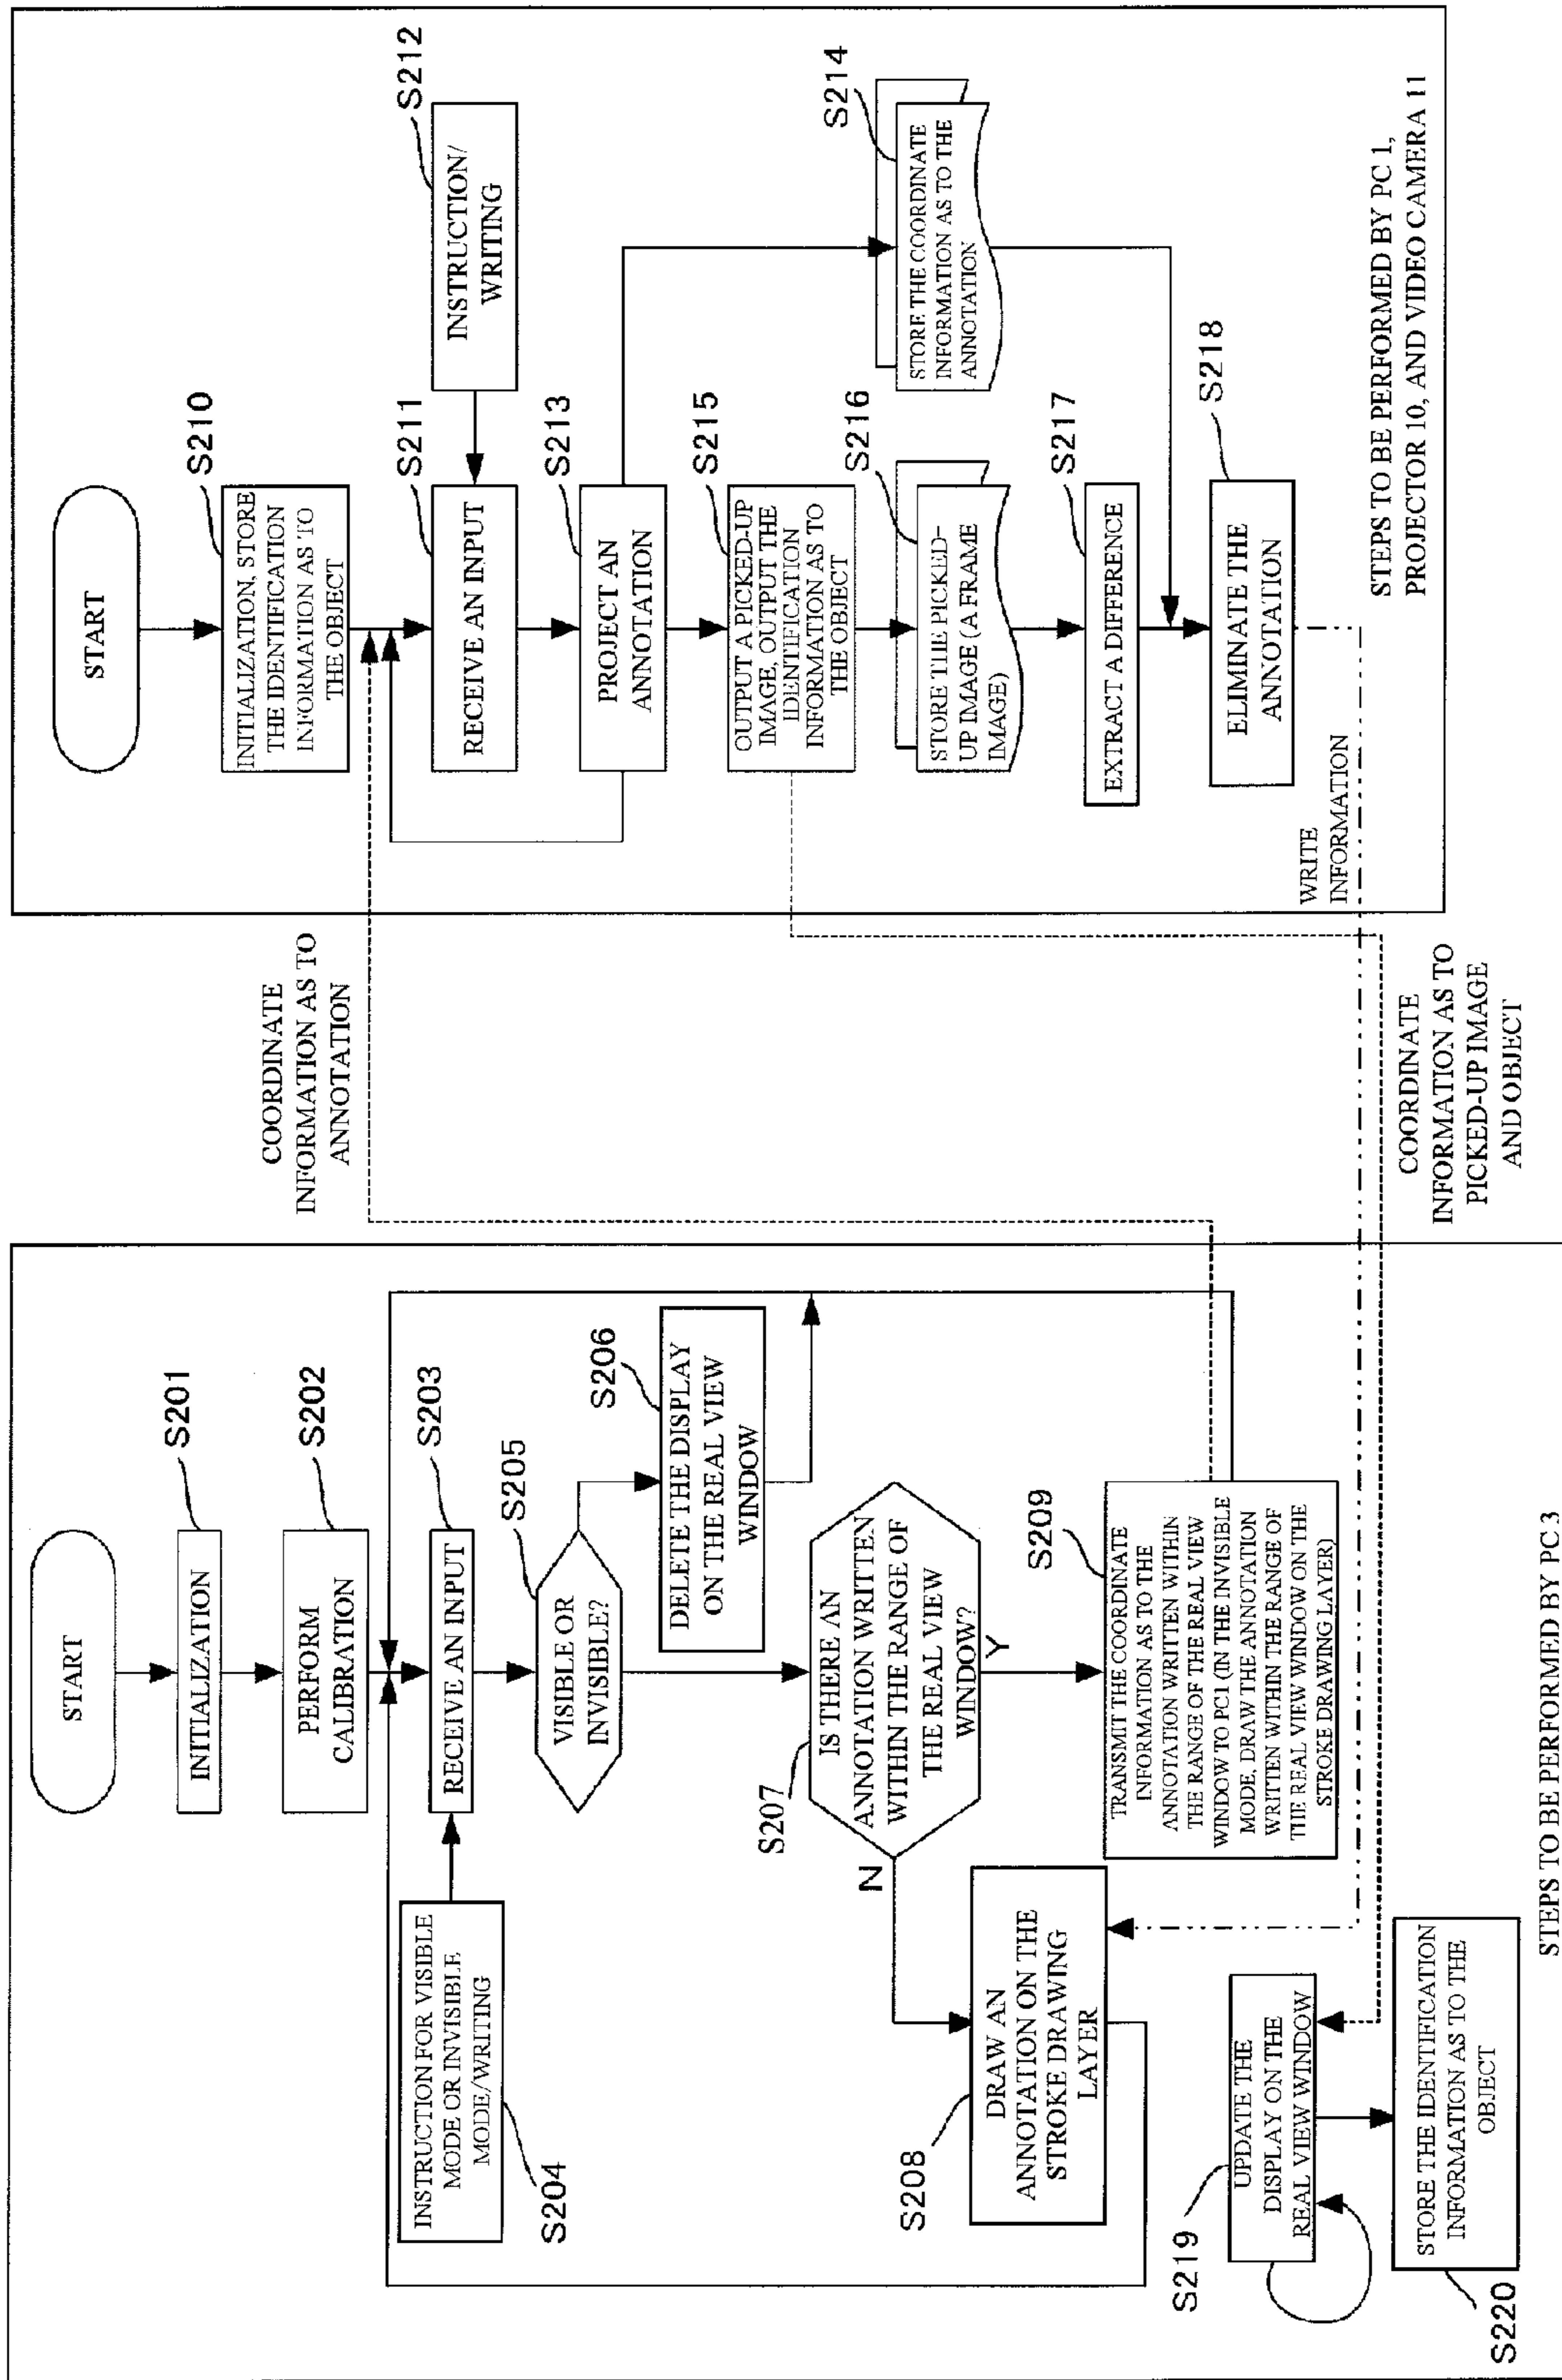 START
S201
INITIALIZATION
S202
PERFORM
CALIBRATION
S203
RECEIVE AN INPUT
INSTRUCTION FOR VISIBLE
MODE OR INVISIBLE
MODE/WRITING
S204
S205
VISIBLE OR
INVISIBLE?
S206
DELETE THE DISPLAY
ON THE REAL VIEW
WINDOW
S207
IS THERE AN
ANNOTATION WRITTEN
WITHIN THE RANGE OF
THE REAL VIEW
WINDOW?
N
Y
S208
DRAW AN
ANNOTATION ON THE
STROKE DRAWING
LAYER
S209
TRANSMIT THE COORDINATE
INFORMATION AS TO THE
ANNOTATION WRITTEN WITHIN
THE RANGE OF THE REAL VIEW
WINDOW TO PC1 (IN THE INVISIBLE
MODE, DRAW THE ANNOTATION
WRITTEN WITHIN THE RANGE OF
THE REAL VIEW WINDOW ON THE
STROKE DRAWING LAYER)
S219
UPDATE THE
DISPLAY ON THE
REAL VIEW WINDOW
S220
STORE THE IDENTIFICATION
INFORMATION AS TO THE
OBJECT
STEPS TO BE PERFORMED BY PC 3
COORDINATE
INFORMATION AS TO
ANNOTATION
COORDINATE
INFORMATION AS TO
PICKED-UP IMAGE
AND OBJECT
START
S210
INITIALIZATION, STORE
THE IDENTIFICATION
INFORMATION AS TO
THE OBJECT
S211
RECEIVE AN INPUT
S212
INSTRUCTION/
WRITING
S213
PROJECT AN
ANNOTATION
S214
STORE THE COORDINATE
INFORMATION AS TO THE
ANNOTATION
S215
OUTPUT A PICKED-UP
IMAGE, OUTPUT THE
IDENTIFICATION
INFORMATION AS TO
THE OBJECT
S216
STORE THE PICKED-
UP IMAGE (A FRAME
IMAGE)
S217
EXTRACT A DIFFERENCE
S218
ELIMINATE THE
ANNOTATION
WRITE
INFORMATION
STEPS TO BE PERFORMED BY PC 1,
PROJECTOR 10, AND VIDEO CAMERA 11